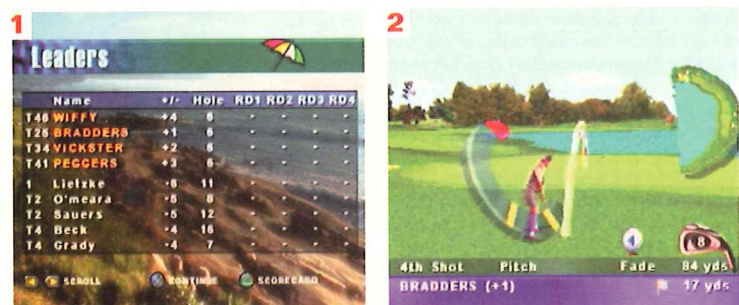 1
Leaders
Name +/- Hole RD1 RD2 RD3 RD4
T46 WIFFY +4 6 - - - -
T25 BRADDERS +1 6 - - - -
T34 VICKSTER +2 6 - - - -
T41 PEGGERS +3 6 - - - -
1 Lietzke -6 11 - - - -
T2 O'meara -5 8 - - - -
T2 Sauers -5 12 - - - -
T4 Beck -4 16 - - - -
T4 Grady -4 7 - - - -
SCROLL CONTINUE SCORECARD
2
8
4th Shot Pitch Fade 84 yds
BRADDERS (+1) 17 yds